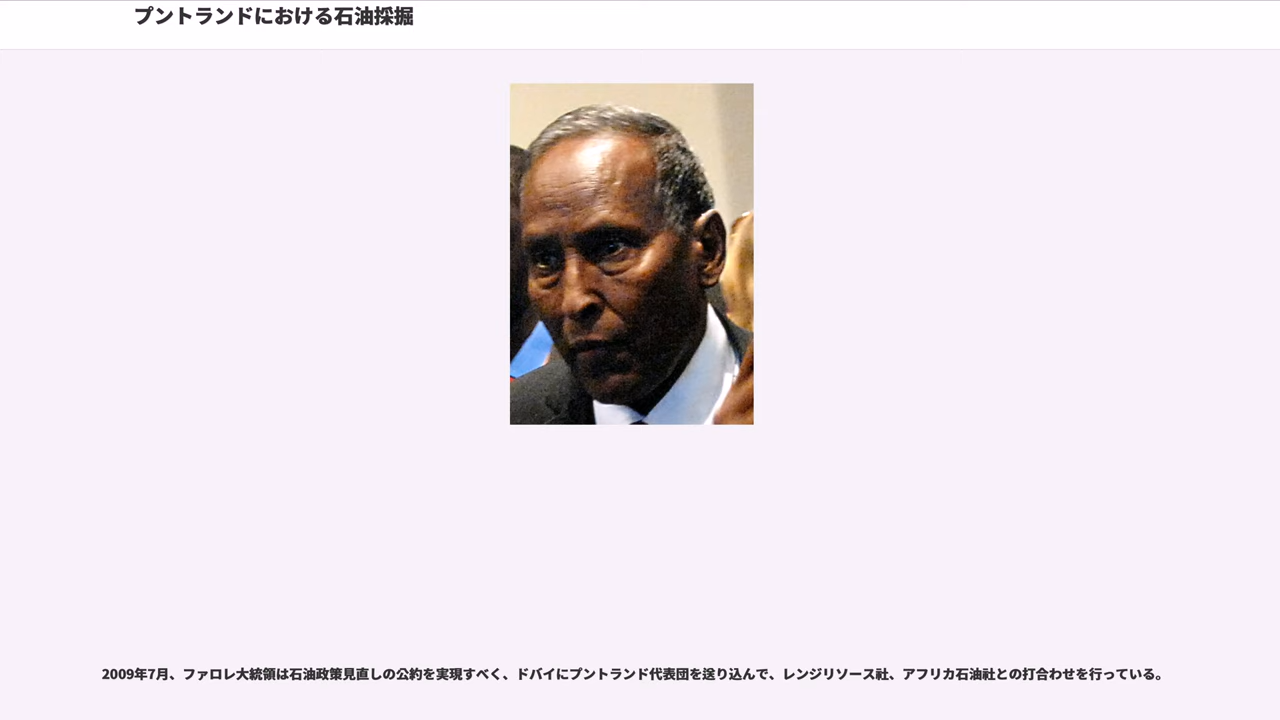 プントランドにおける石油採掘
2009年7月、ファロレ大統領は石油政策見直しの公約を実現すべく、ドバイにプントランド代表団を送り込んで、レンジリソース社、アフリカ石油社との打合わせを行っている。